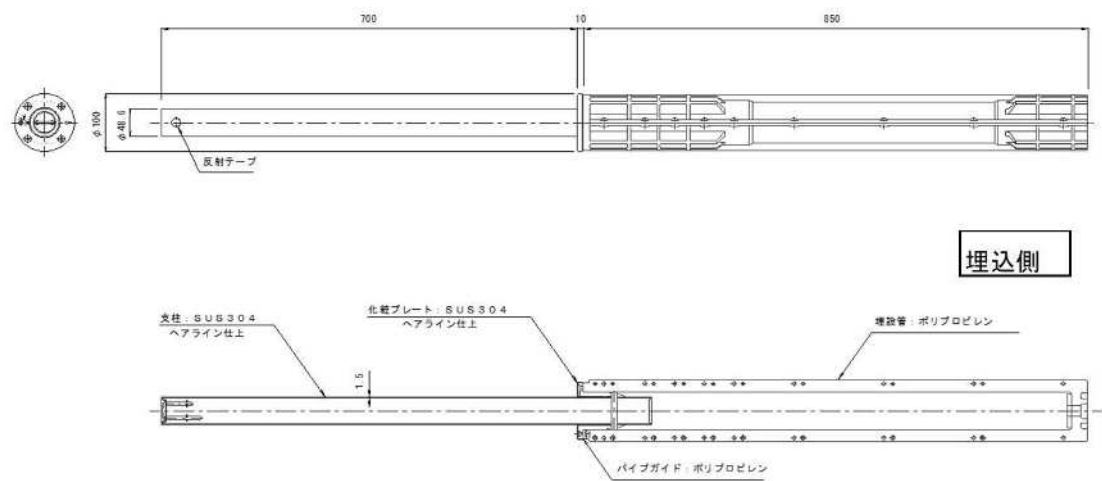 700
10
850
φ100
φ48.6
反射テープ
埋込側
支柱：SUS304
ヘアライン仕上
化粧プレート：SUS304
ヘアライン仕上
埋設管：ポリプロピレン
1.5
パイプガイド：ポリプロピレン